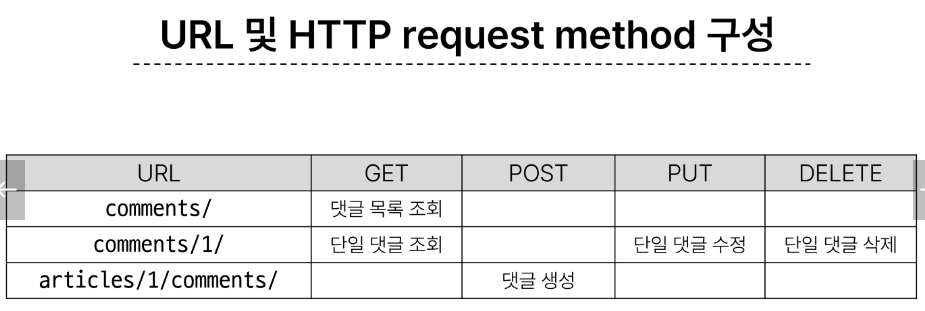 URL 및 HTTP request method 구성
URL GET POST PUT DELETE
comments/ 댓글 목록 조회
comments/1/ 단일 댓글 조회 단일 댓글 수정 단일 댓글 삭제
articles/1/comments/ 댓글 생성